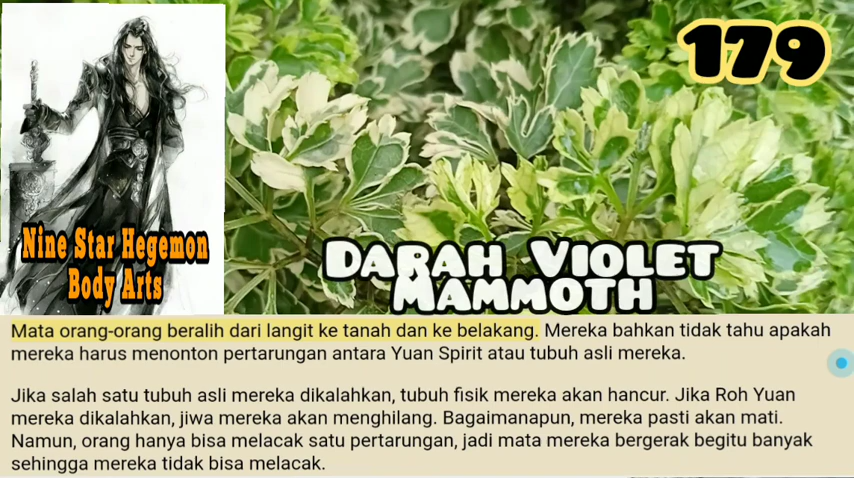 179
Nine Star Hegemon
Body Arts
Darah Violet
Mammoth
Mata orang-orang beralih dari langit ke tanah dan ke belakang. Mereka bahkan tidak tahu apakah
mereka harus menonton pertarungan antara Yuan Spirit atau tubuh asli mereka.
Jika salah satu tubuh asli mereka dikalahkan, tubuh fisik mereka akan hancur. Jika Roh Yuan
mereka dikalahkan, jiwa mereka akan menghilang. Bagaimanapun, mereka pasti akan mati.
Namun, orang hanya bisa melacak satu pertarungan, jadi mata mereka bergerak begitu banyak
sehingga mereka tidak bisa melacak.